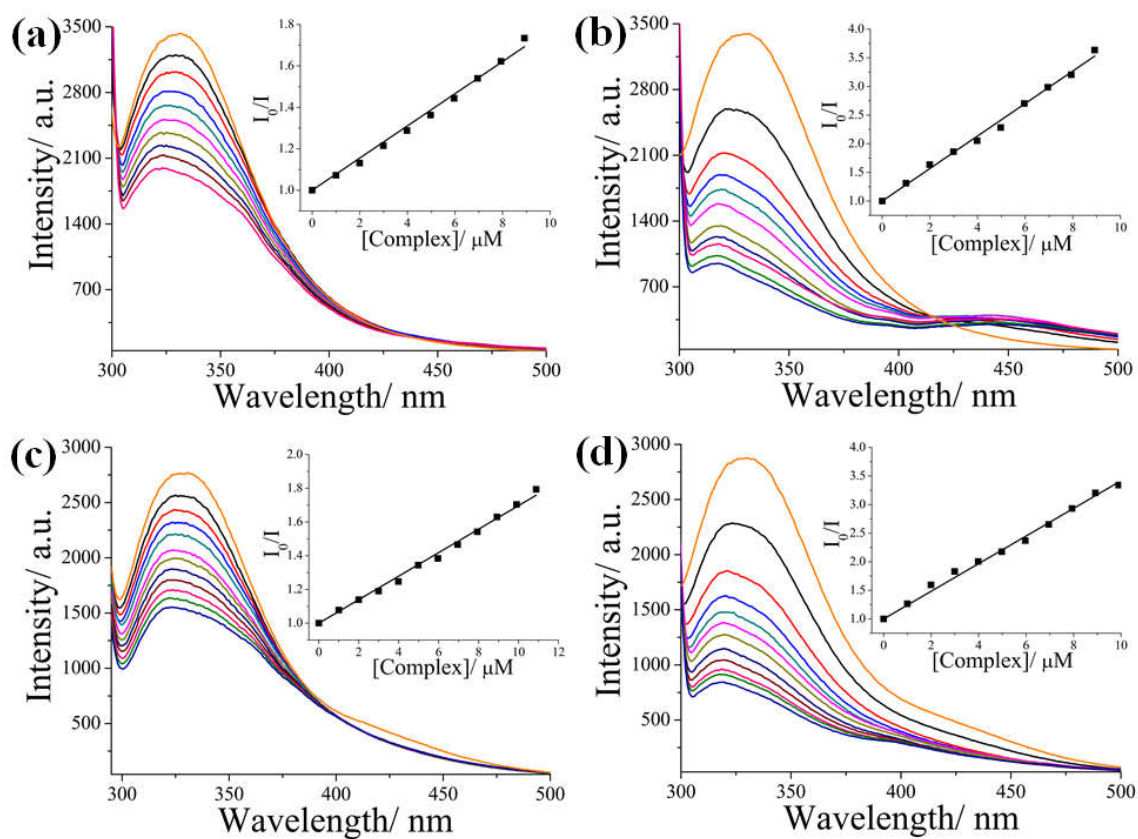 (a)
3500
2800
2100
1400
700
Intensity/ a.u.
300 350 400 450 500
Wavelength/ nm
1.8
1.6
1.4
1.2
1.0
I₀/I
0 2 4 6 8 10
[Complex]/ μM
(b)
3500
2800
2100
1400
700
Intensity/ a.u.
300 350 400 450 500
Wavelength/ nm
4.0
3.5
3.0
2.5
2.0
1.5
1.0
I₀/I
0 2 4 6 8 10
[Complex]/ μM
(c)
3000
2500
2000
1500
1000
500
Intensity/ a.u.
300 350 400 450 500
Wavelength/ nm
2.0
1.8
1.6
1.4
1.2
1.0
I₀/I
0 2 4 6 8 10 12
[Complex]/ μM
(d)
3000
2500
2000
1500
1000
500
Intensity/ a.u.
300 350 400 450 500
Wavelength/ nm
4.0
3.5
3.0
2.5
2.0
1.5
1.0
I₀/I
0 2 4 6 8 10
[Complex]/ μM